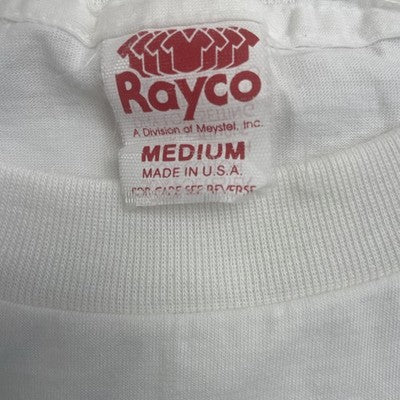 Rayco
A Division of Meystel, Inc.
MEDIUM
MADE IN U.S.A.
FOR CARE SEE REVERSE